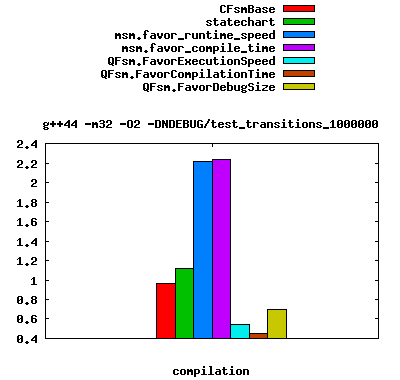 CFsmBase
statechart
msm.favor_runtime_speed
msm.favor_compile_time
QFsm.FavorExecutionSpeed
QFsm.FavorCompilationTime
QFsm.FavorDebugSize
g++44 -m32 -O2 -DNDEBUG/test_transitions_1000000
2.4
2.2
2
1.8
1.6
1.4
1.2
1
0.8
0.6
0.4
compilation